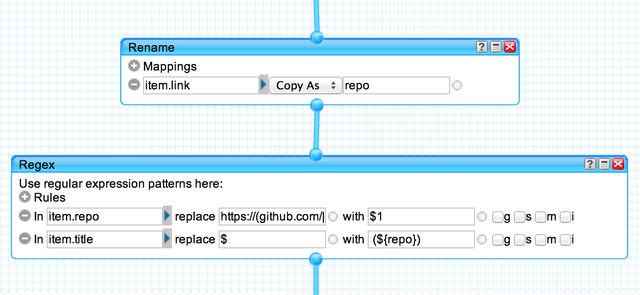 Rename
Mappings
item.link Copy As repo
Regex
Use regular expression patterns here:
Rules
In item.repo replace https://(github.com/[ with $1 g s m i
In item.title replace $ with (${repo}) g s m i